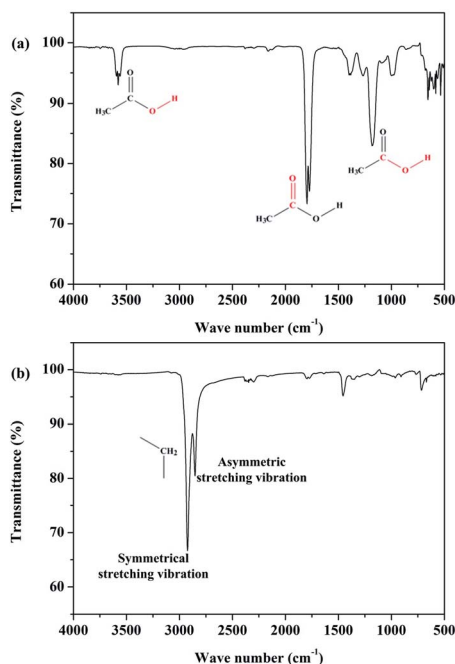 (a)
Transmittance (%)
100
90
80
70
60
O
H₃C
C
O
H
O
H₃C
C
O
H
O
H₃C
C
O
H
4000 3500 3000 2500 2000 1500 1000 500
Wave number (cm⁻¹)
(b)
Transmittance (%)
100
90
80
70
60
CH₂
Asymmetric
stretching vibration
Symmetrical
stretching vibration
4000 3500 3000 2500 2000 1500 1000 500
Wave number (cm⁻¹)